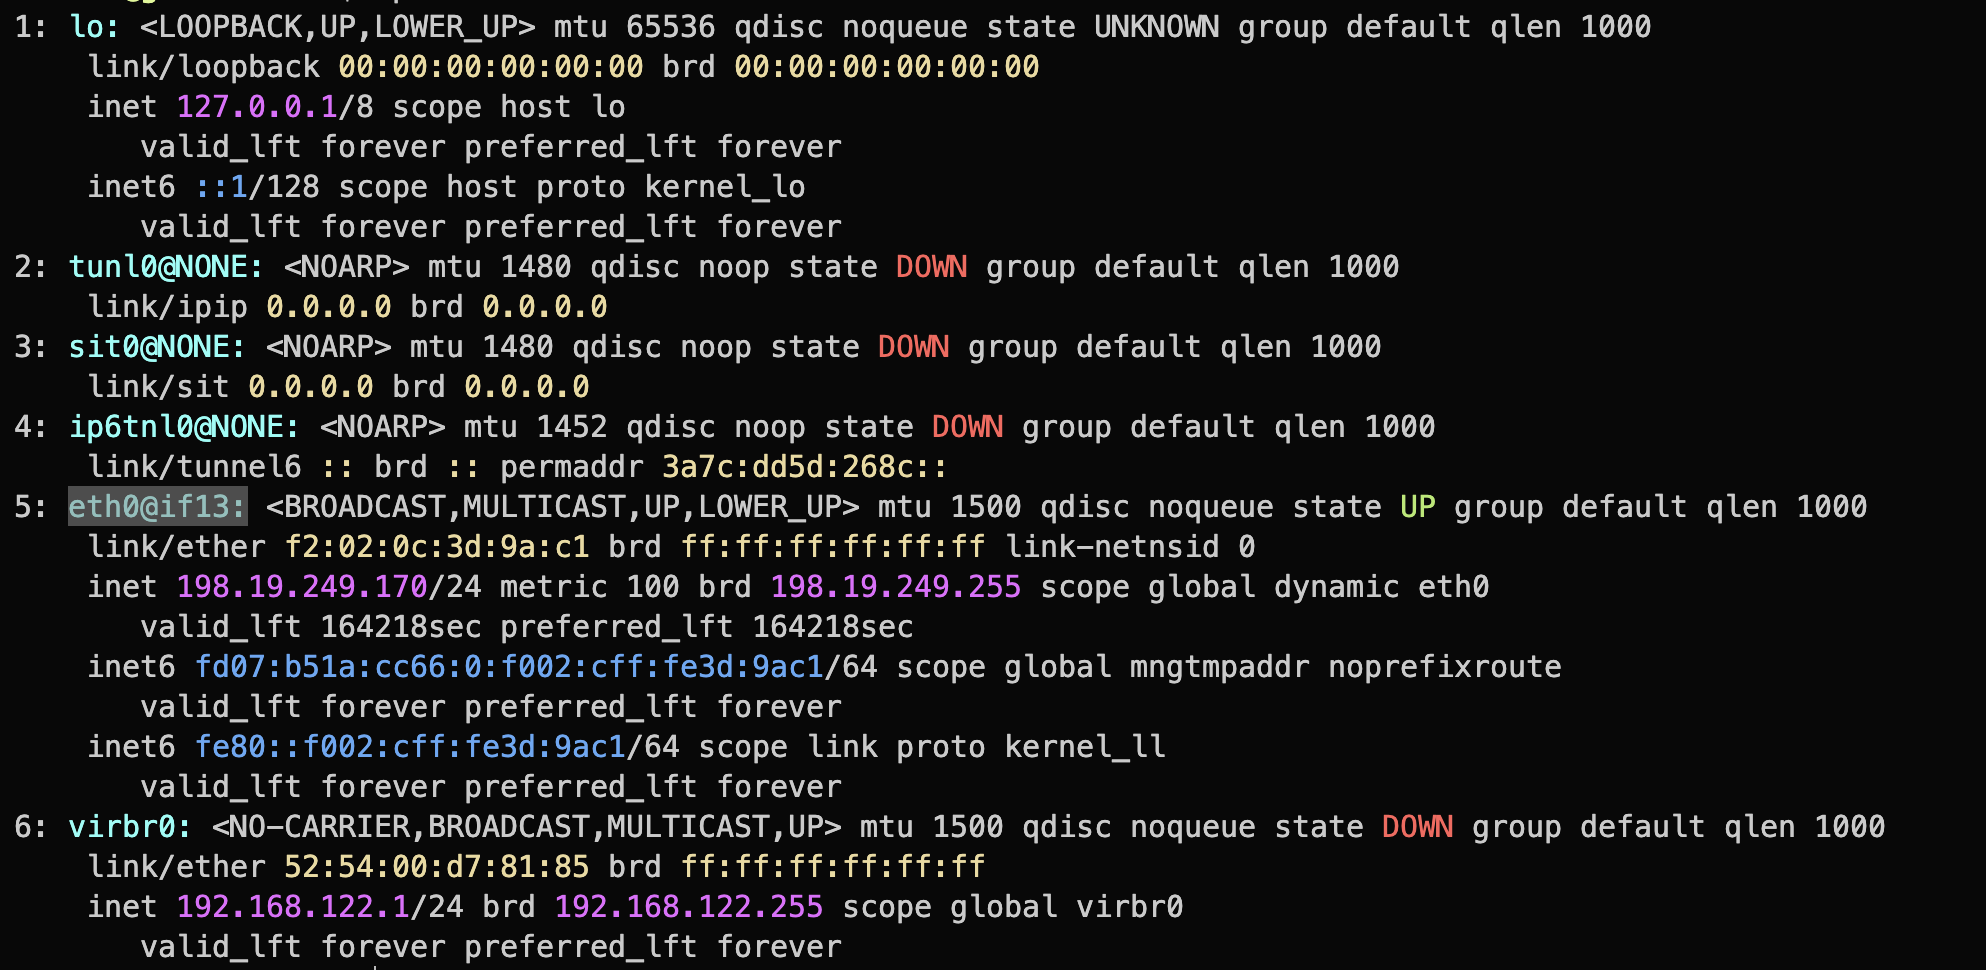 1: lo: <LOOPBACK,UP,LOWER_UP> mtu 65536 qdisc noqueue state UNKNOWN group default qlen 1000
link/loopback 00:00:00:00:00:00 brd 00:00:00:00:00:00
inet 127.0.0.1/8 scope host lo
valid_lft forever preferred_lft forever
inet6 ::1/128 scope host proto kernel_lo
valid_lft forever preferred_lft forever
2: tunl0@NONE: <NOARP> mtu 1480 qdisc noop state DOWN group default qlen 1000
link/ipip 0.0.0.0 brd 0.0.0.0
3: sit0@NONE: <NOARP> mtu 1480 qdisc noop state DOWN group default qlen 1000
link/sit 0.0.0.0 brd 0.0.0.0
4: ip6tnl0@NONE: <NOARP> mtu 1452 qdisc noop state DOWN group default qlen 1000
link/tunnel6 :: brd :: permaddr 3a7c:dd5d:268c::
5: eth0@if13: <BROADCAST,MULTICAST,UP,LOWER_UP> mtu 1500 qdisc noqueue state UP group default qlen 1000
link/ether f2:02:0c:3d:9a:c1 brd ff:ff:ff:ff:ff:ff link-netnsid 0
inet 198.19.249.170/24 metric 100 brd 198.19.249.255 scope global dynamic eth0
valid_lft 164218sec preferred_lft 164218sec
inet6 fd07:b51a:cc66:0:f002:cff:fe3d:9ac1/64 scope global mngtmpaddr noprefixroute
valid_lft forever preferred_lft forever
inet6 fe80::f002:cff:fe3d:9ac1/64 scope link proto kernel_ll
valid_lft forever preferred_lft forever
6: virbr0: <NO-CARRIER,BROADCAST,MULTICAST,UP> mtu 1500 qdisc noqueue state DOWN group default qlen 1000
link/ether 52:54:00:d7:81:85 brd ff:ff:ff:ff:ff:ff
inet 192.168.122.1/24 brd 192.168.122.255 scope global virbr0
valid_lft forever preferred_lft forever